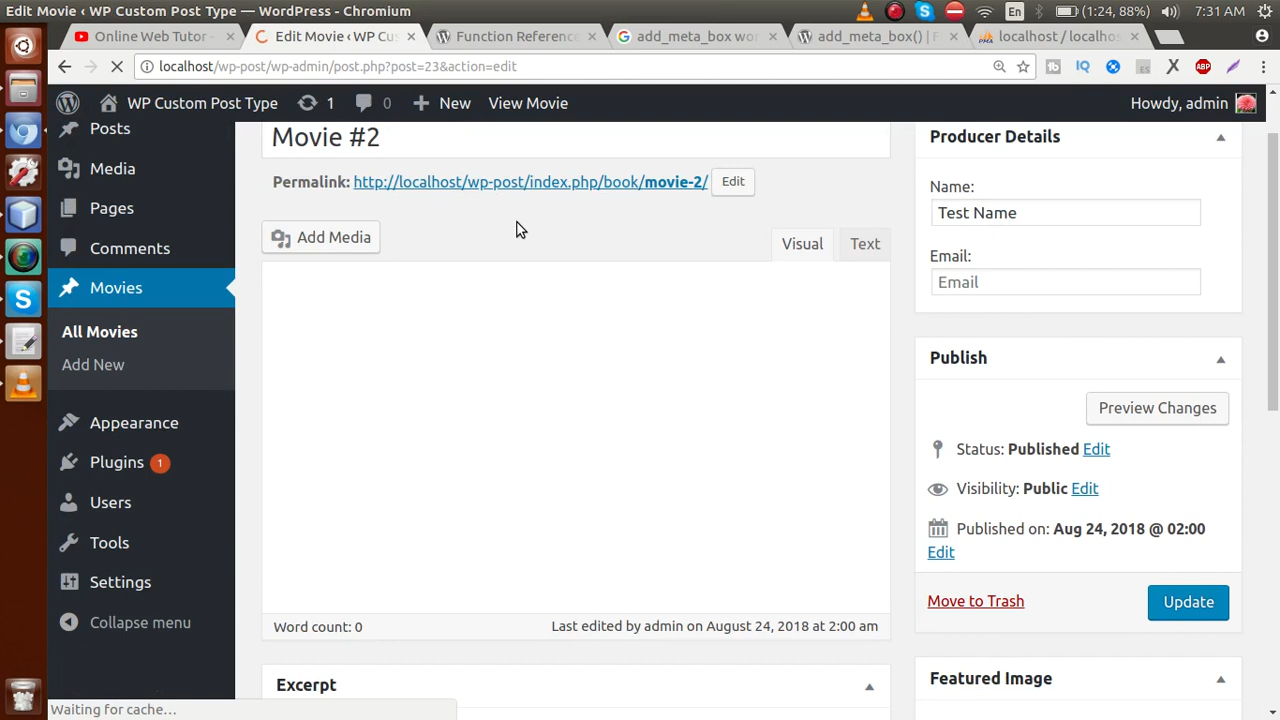 Edit Movie ‹ WP Custom Post Type — WordPress - Chromium
En
(1:24, 88%)
7:31 AM
Online Web Tutor -
Edit Movie ‹ WP Cus
Function Reference
add_meta_box wor
add_meta_box() | F
localhost / localhos
localhost/wp-post/wp-admin/post.php?post=23&action=edit
WP Custom Post Type
1
0
New
View Movie
Howdy, admin
Posts
Media
Pages
Comments
Movies
All Movies
Add New
Appearance
Plugins 1
Users
Tools
Settings
Collapse menu
Movie #2
Permalink: http://localhost/wp-post/index.php/book/movie-2/ Edit
Add Media
Visual
Text
Word count: 0
Last edited by admin on August 24, 2018 at 2:00 am
Excerpt
Producer Details
Name:
Test Name
Email:
Email
Publish
Preview Changes
Status: Published Edit
Visibility: Public Edit
Published on: Aug 24, 2018 @ 02:00
Edit
Move to Trash
Update
Featured Image
Waiting for cache…